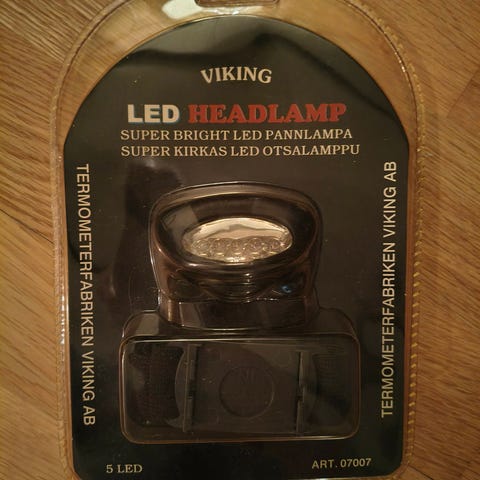 VIKING
LED HEADLAMP
SUPER BRIGHT LED PANNLAMPA
SUPER KIRKAS LED OTSALAMPPU
TERMOMETERFABRIKEN VIKING AB
TERMOMETERFABRIKEN VIKING AB
5 LED
ART. 07007